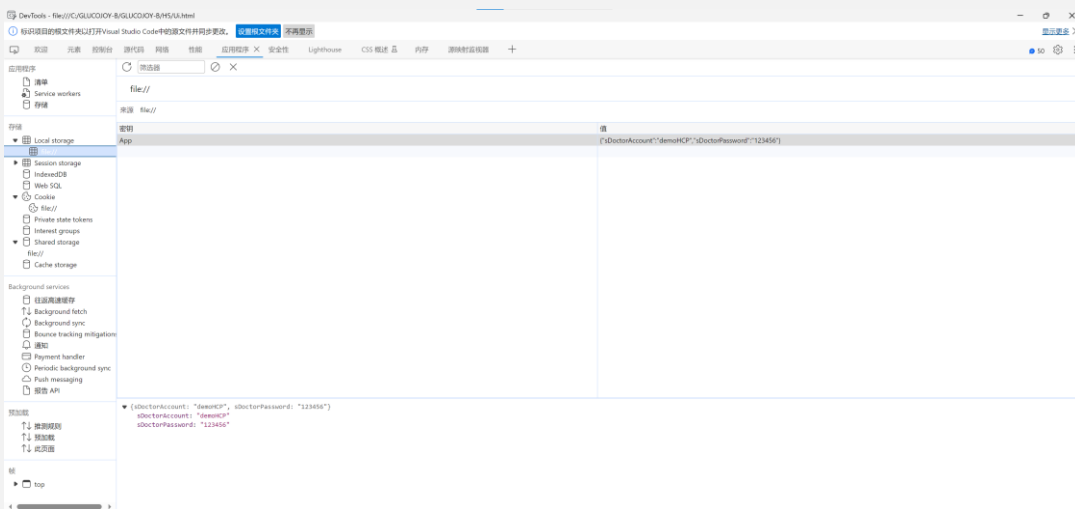 DevTools - file:///C:/GLUCOJOY-B/GLUCOJOY-B/H5/UI.html
标识项目的根文件夹以打开Visual Studio Code中的源文件并同步更改。 设置根文件夹 不再显示 显示更多
欢迎 元素 控制台 源代码 网络 性能 应用程序 安全性 Lighthouse CSS 概述 内存 源映射监视器 50
应用程序
清单
Service workers
存储
筛选器
file://
来源 file://
密钥 值
App {"sDoctorAccount":"demoHCP","sDoctorPassword":"123456"}
存储
Local storage
Session storage
IndexedDB
Web SQL
Cookie
file://
Private state tokens
Interest groups
Shared storage
file://
Cache storage
Background services
往返高速缓存
Background fetch
Background sync
Bounce tracking mitigations
通知
Payment handler
Periodic background sync
Push messaging
报告 API
预加载
推测规则
预加载
此页面
帧
top
{sDoctorAccount: "demoHCP", sDoctorPassword: "123456"}
sDoctorAccount: "demoHCP"
sDoctorPassword: "123456"